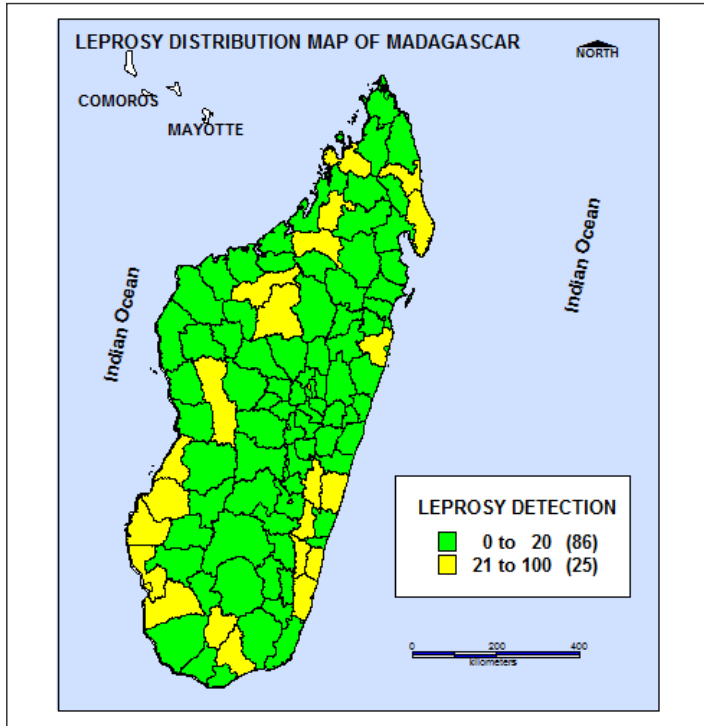 LEPROSY DISTRIBUTION MAP OF MADAGASCAR
NORTH
COMOROS
MAYOTTE
Indian Ocean
Indian Ocean
LEPROSY DETECTION
0 to 20 (86)
21 to 100 (25)
0 200 400
kilometers